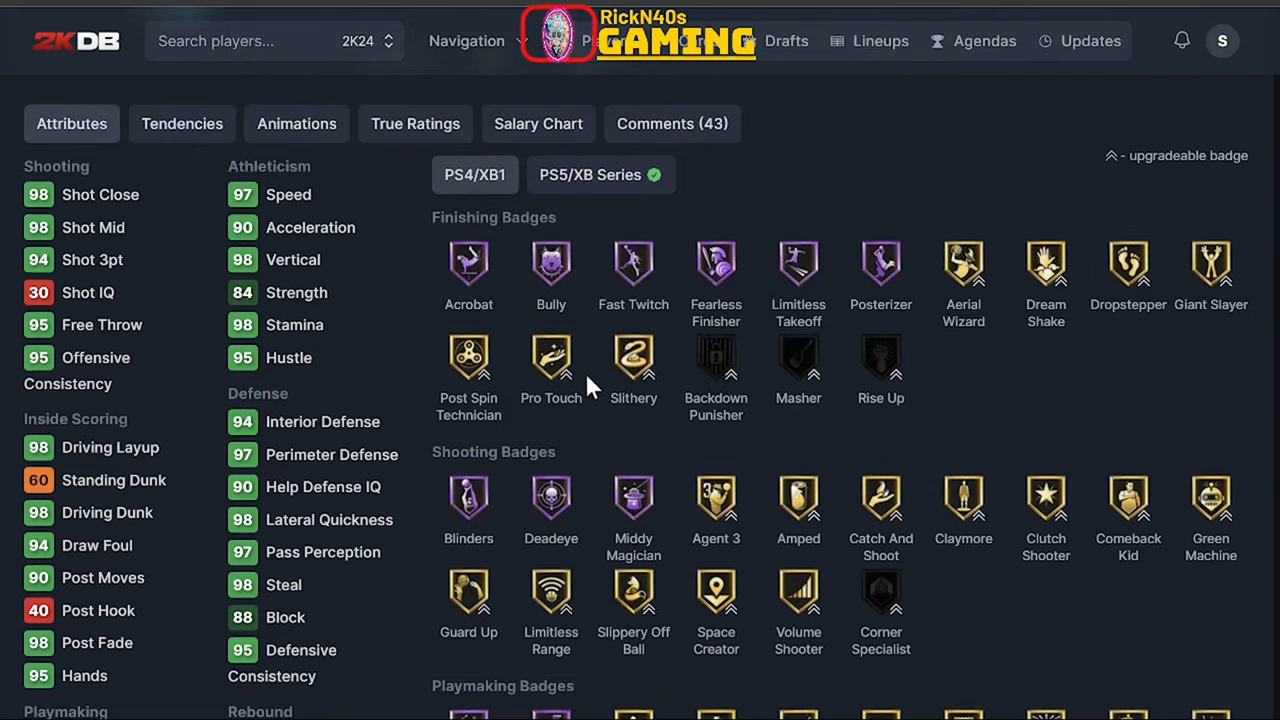 2KDB
Search players...
2K24
Navigation
RickN40s
GAMING
Drafts
Lineups
Agendas
Updates
S
Attributes
Tendencies
Animations
True Ratings
Salary Chart
Comments (43)
- upgradeable badge
Shooting
98 Shot Close
98 Shot Mid
94 Shot 3pt
30 Shot IQ
95 Free Throw
95 Offensive
Consistency
Inside Scoring
98 Driving Layup
60 Standing Dunk
98 Driving Dunk
94 Draw Foul
90 Post Moves
40 Post Hook
98 Post Fade
95 Hands
Playmaking
Athleticism
97 Speed
90 Acceleration
98 Vertical
84 Strength
98 Stamina
95 Hustle
Defense
94 Interior Defense
97 Perimeter Defense
90 Help Defense IQ
98 Lateral Quickness
97 Pass Perception
98 Steal
88 Block
95 Defensive
Consistency
Rebound
PS4/XB1
PS5/XB Series
Finishing Badges
Acrobat
Bully
Fast Twitch
Fearless
Finisher
Limitless
Takeoff
Posterizer
Aerial
Wizard
Dream
Shake
Dropstepper
Giant Slayer
Post Spin
Technician
Pro Touch
Slithery
Backdown
Punisher
Masher
Rise Up
Shooting Badges
Blinders
Deadeye
Middy
Magician
Agent 3
Amped
Catch And
Shoot
Claymore
Clutch
Shooter
Comeback
Kid
Green
Machine
Guard Up
Limitless
Range
Slippery Off
Ball
Space
Creator
Volume
Shooter
Corner
Specialist
Playmaking Badges